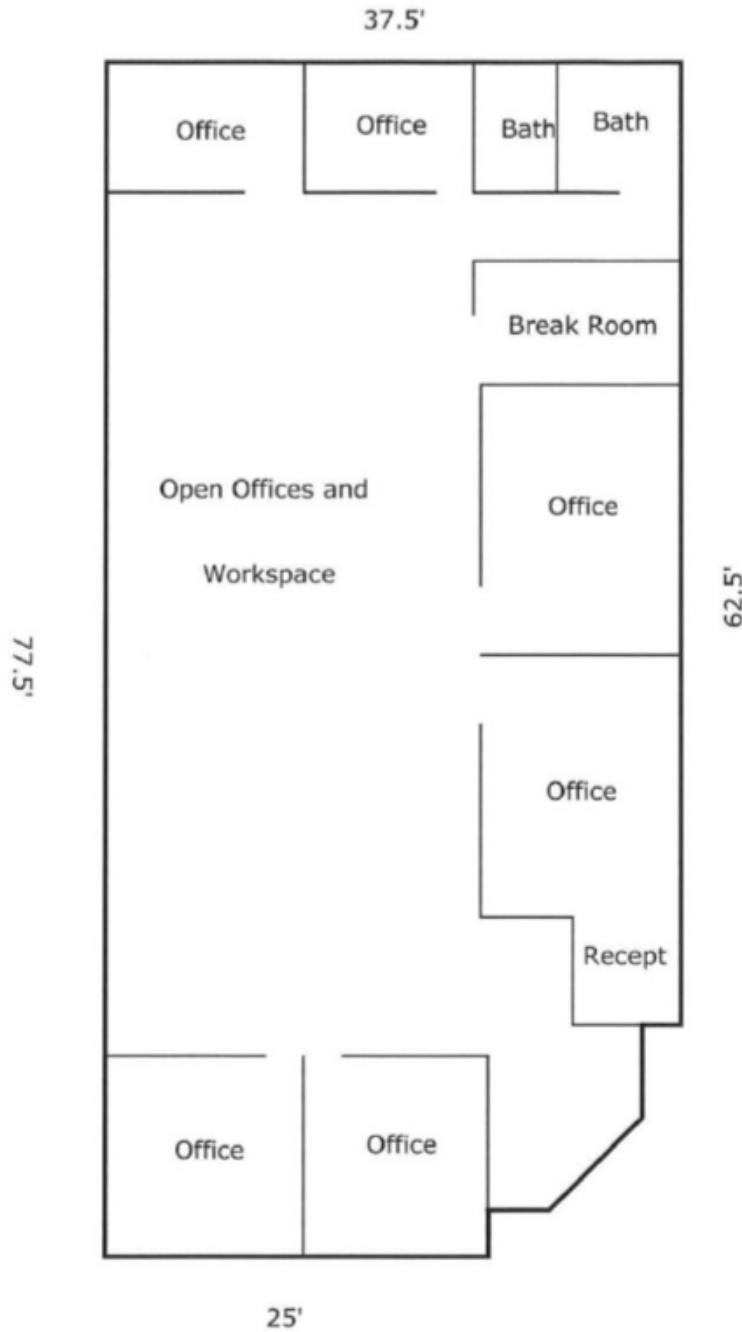 37.5'
Office
Office
Bath
Bath
Break Room
Open Offices and
Office
Workspace
62.5'
77.5'
Office
Recept
Office
Office
25'